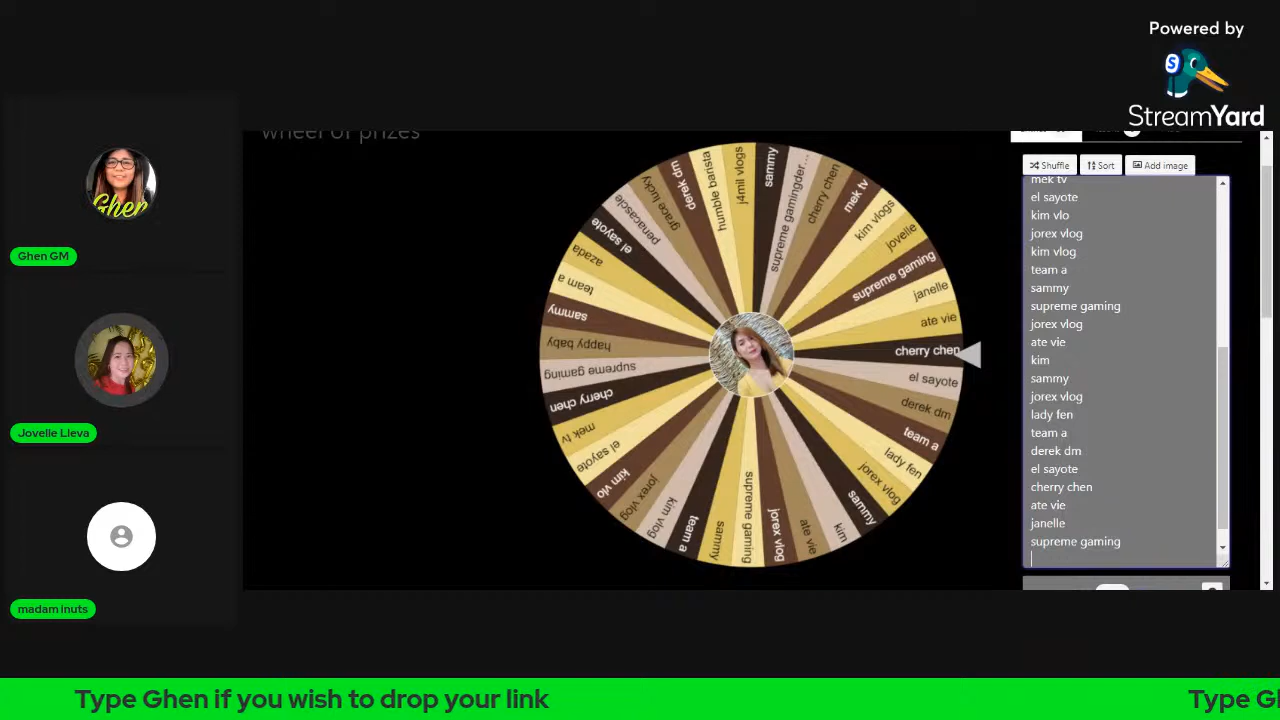 Powered by
StreamYard
wheel of prizes
Ghen
Ghen GM
Jovelle Lleva
madam inuts
Shuffle
Sort
Add image
mek tv
el sayote
kim vlo
jorex vlog
kim vlog
team a
sammy
supreme gaming
jorex vlog
ate vie
kim
sammy
jorex vlog
lady fen
team a
derek dm
el sayote
cherry chen
ate vie
janelle
supreme gaming
sammy
supreme gamingder...
cherry chen
mek tv
kim vlogs
jovelle
supreme gaming
janelle
ate vie
cherry chen
el sayote
derek dm
team a
lady fen
jorex vlog
sammy
kim
ate vie
jorex vlog
supreme gaming
sammy
team a
kim vlog
jorex vlog
kim vlo
el sayote
mek tv
cherry chen
supreme gaming
happy baby
sammy
team a
azada
el sayote
penacascle
grace lucky
derek dm
humble barista
j4mil vlogs
Type Ghen if you wish to drop your link
Type Gh